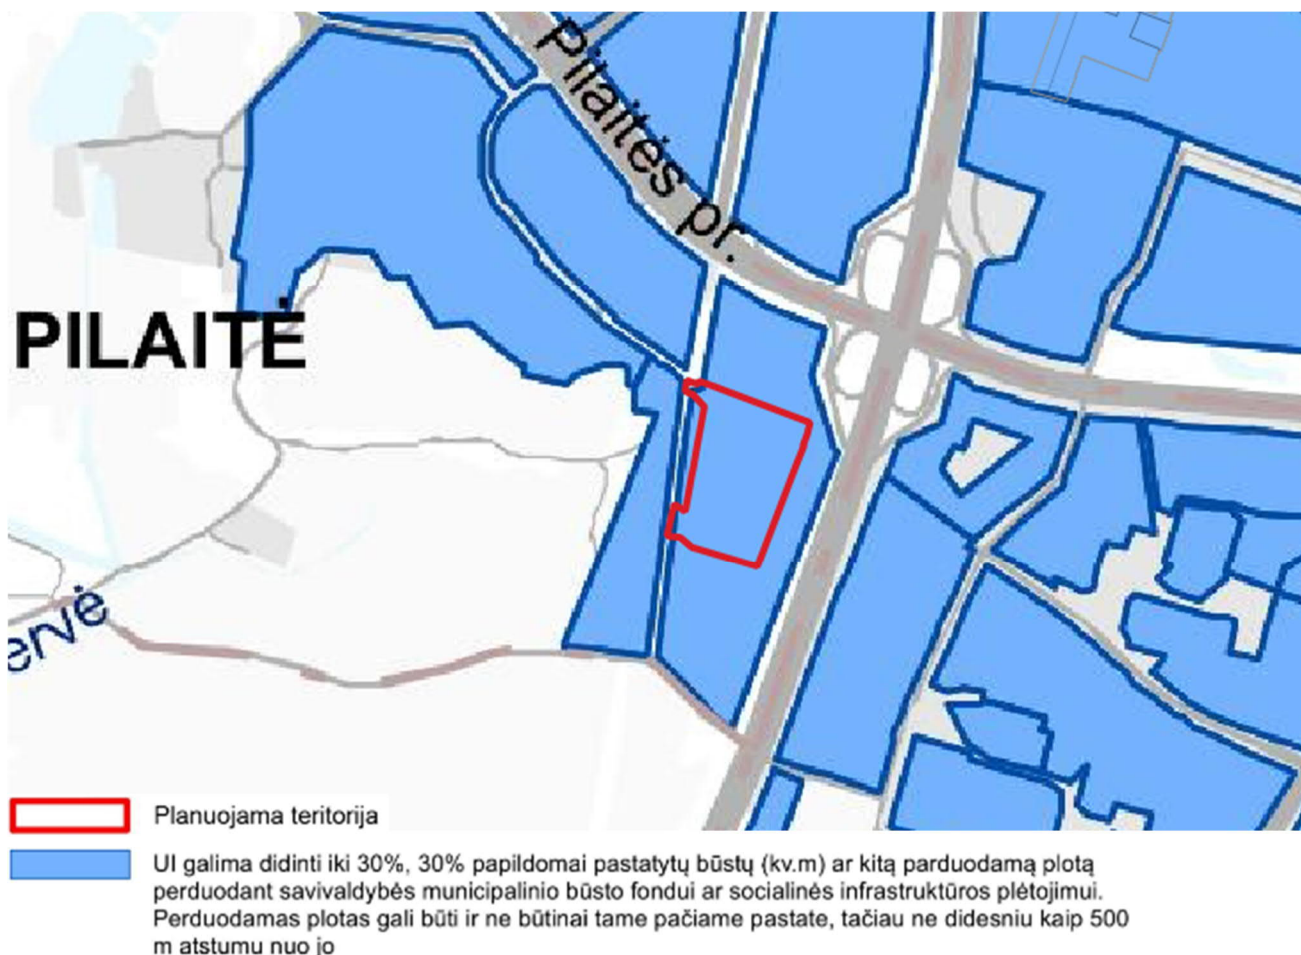 Pilaitės pr.
PILAITĖ
ervė
Planuojama teritorija
UI galima didinti iki 30%, 30% papildomai pastatytų būstų (kv.m) ar kitą parduodamą plotą
perduodant savivaldybės municipalinio būsto fondui ar socialinės infrastruktūros plėtojimui.
Perduodamas plotas gali būti ir ne būtinai tame pačiame pastate, tačiau ne didesniu kaip 500
m atstumu nuo jo